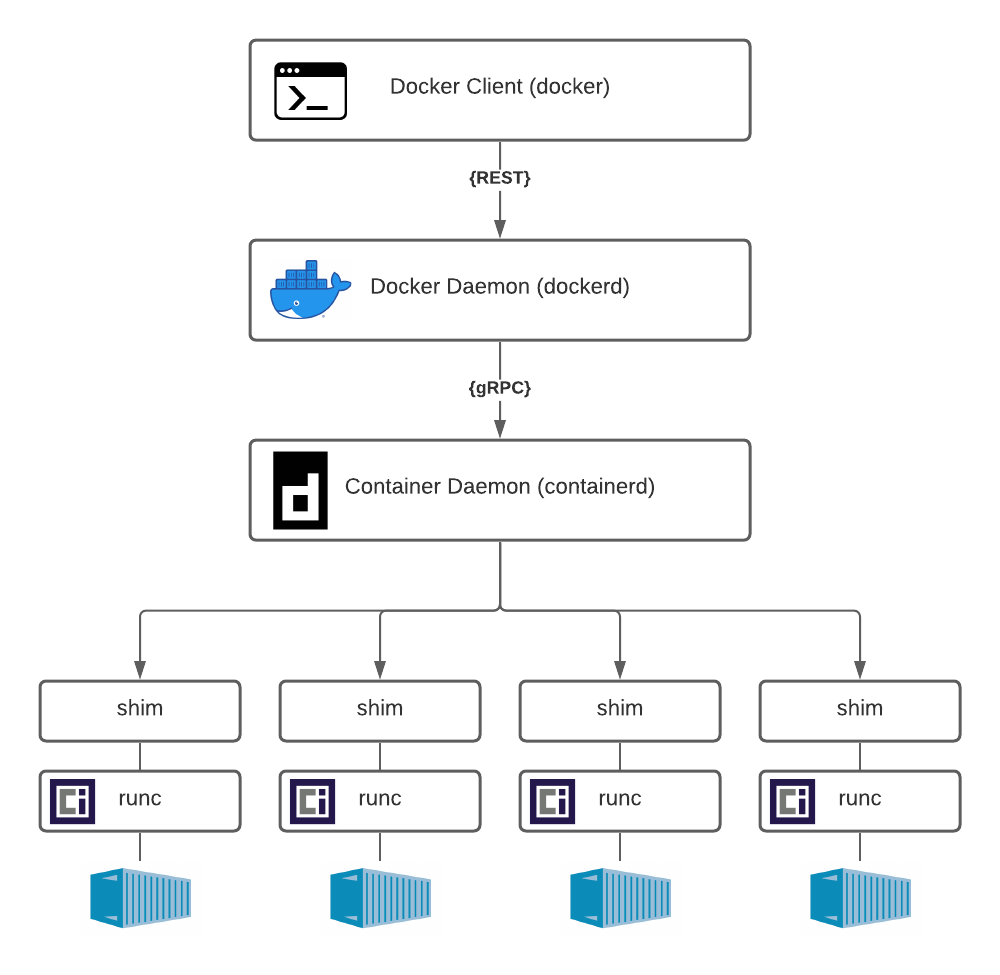 Docker Client (docker)
{REST}
Docker Daemon (dockerd)
{gRPC}
Container Daemon (containerd)
shim
shim
shim
shim
runc
runc
runc
runc